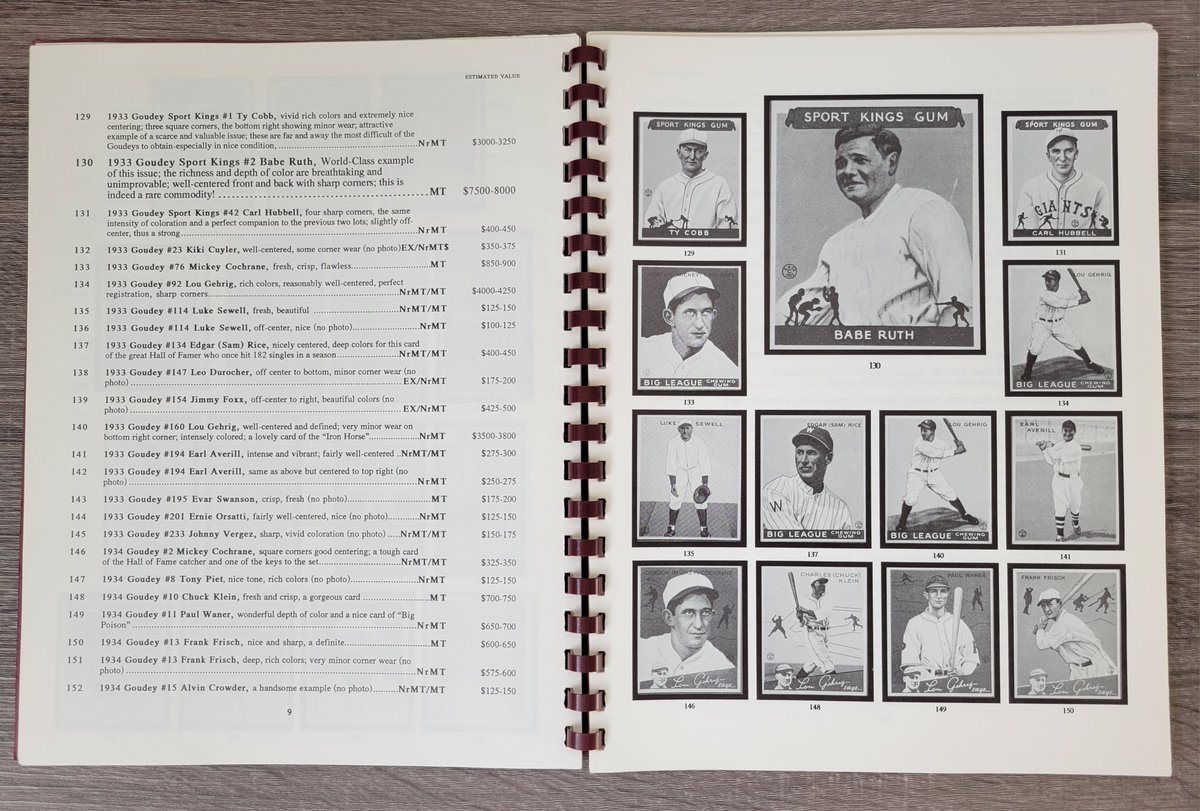 ESTIMATED VALUE
129 1933 Goudey Sport Kings #1 Ty Cobb, vivid rich colors and extremely nice
centering; three square corners, the bottom right showing minor wear; attractive
example of a scarce and valuable issue; these are far and away the most difficult of the
Goudeys to obtain-especially in nice condition,..............................NrMT $3000-3250
130 1933 Goudey Sport Kings #2 Babe Ruth, World-Class example
of this issue; the richness and depth of color are breathtaking and
unimprovable; well-centered front and back with sharp corners; this is
indeed a rare commodity! ..............................MT $7500-8000
131 1933 Goudey Sport Kings #42 Carl Hubbell, four sharp corners, the same
intensity of coloration and a perfect companion to the previous two lots; slightly off-
center, thus a strong..............................NrMT $400-450
132 1933 Goudey #23 Kiki Cuyler, well-centered, some corner wear (no photo)EX/NrMT$ $350-375
133 1933 Goudey #76 Mickey Cochrane, fresh, crisp, flawless....................MT $850-900
134 1933 Goudey #92 Lou Gehrig, rich colors, reasonably well-centered, perfect
registration, sharp corners..............................NrMT/MT $4000-4250
135 1933 Goudey #114 Luke Sewell, fresh, beautiful ..............................NrMT/MT $125-150
136 1933 Goudey #114 Luke Sewell, off-center, nice (no photo)....................NrMT $100-125
137 1933 Goudey #134 Edgar (Sam) Rice, nicely centered, deep colors for this card
of the great Hall of Famer who once hit 182 singles in a season...............NrMT/MT $400-450
138 1933 Goudey #147 Leo Durocher, off center to bottom, minor corner wear (no
photo)..............................EX/NrMT $175-200
139 1933 Goudey #154 Jimmy Foxx, off-center to right, beautiful colors (no
photo)..............................EX/NrMT $425-500
140 1933 Goudey #160 Lou Gehrig, well-centered and defined; very minor wear on
bottom right corner; intensely colored; a lovely card of the "Iron Horse"...............NrMT $3500-3800
141 1933 Goudey #194 Earl Averill, intense and vibrant; fairly well-centered ..NrMT/MT $275-300
142 1933 Goudey #194 Earl Averill, same as above but centered to top right (no
photo)..............................NrMT $250-275
143 1933 Goudey #195 Evar Swanson, crisp, fresh (no photo)....................MT $175-200
144 1933 Goudey #201 Ernie Orsatti, fairly well-centered, nice (no photo)..........NrMT $125-150
145 1933 Goudey #233 Johnny Vergez, sharp, vivid coloration (no photo) .....NrMT/MT $150-175
146 1934 Goudey #2 Mickey Cochrane, square corners good centering; a tough card
of the Hall of Fame catcher and one of the keys to the set....................NrMT/MT $325-350
147 1934 Goudey #8 Tony Piet, nice tone, rich colors (no photo)....................NrMT $125-150
148 1934 Goudey #10 Chuck Klein, fresh and crisp, a gorgeous card ....................MT $700-750
149 1934 Goudey #11 Paul Waner, wonderful depth of color and a nice card of "Big
Poison"..............................NrMT $650-700
150 1934 Goudey #13 Frank Frisch, nice and sharp, a definite....................MT $600-650
151 1934 Goudey #13 Frank Frisch, deep, rich colors; very minor corner wear (no
photo)..............................NrMT $575-600
152 1934 Goudey #15 Alvin Crowder, a handsome example (no photo).........NrMT/MT $125-150
9
SPORT KINGS GUM
TY COBB
129
SPORT KINGS GUM
BABE RUTH
130
SPORT KINGS GUM
GIANTS
CARL HUBBELL
131
BIG LEAGUE CHEWING GUM
133
LOU GEHRIG
BIG LEAGUE CHEWING GUM
134
LUKE SEWELL
135
EDGAR (SAM) RICE
W
W
BIG LEAGUE CHEWING GUM
137
LOU GEHRIG
BIG LEAGUE CHEWING GUM
140
EARL AVERILL
141
GORDON (MICKEY) COCHRANE
Lou Gehrig says...
146
CHARLES (CHUCK) KLEIN
Lou Gehrig says...
148
PAUL WANER
Lou Gehrig says...
149
FRANK FRISCH
Lou Gehrig says...
150